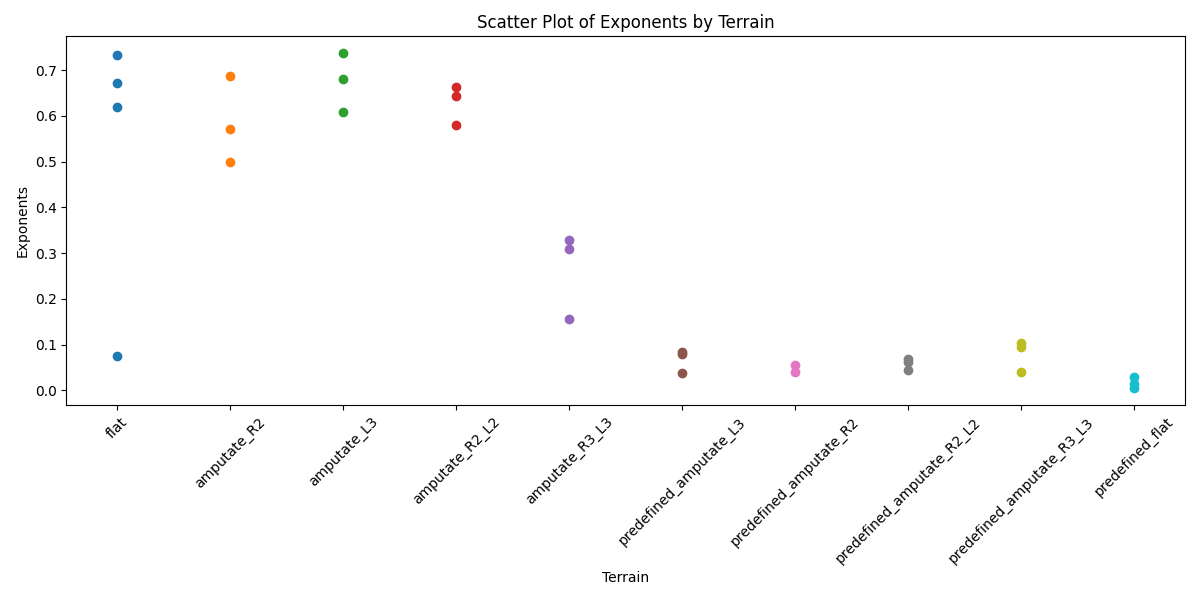 Scatter Plot of Exponents by Terrain
Exponents
0.7
0.6
0.5
0.4
0.3
0.2
0.1
0.0
flat
amputate_R2
amputate_L3
amputate_R2_L2
amputate_R3_L3
predefined_amputate_L3
predefined_amputate_R2
predefined_amputate_R2_L2
predefined_amputate_R3_L3
predefined_flat
Terrain